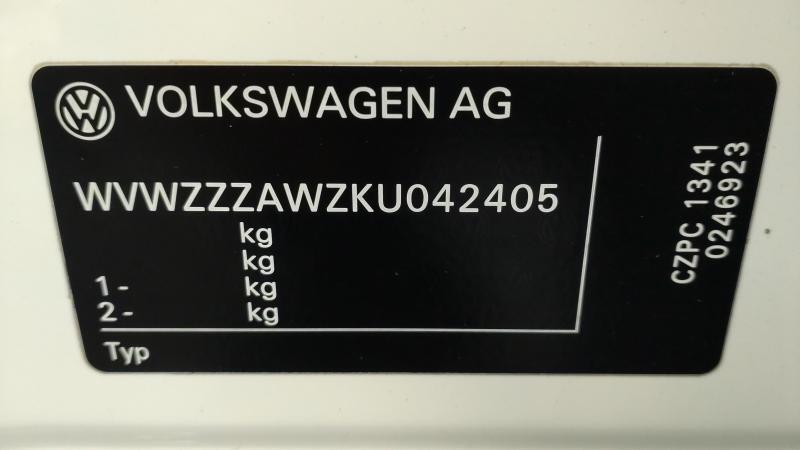 VOLKSWAGEN AG
WVWZZZAWZKU042405
kg
kg
1- kg
2- kg
Typ
CZPC 1341
0246923